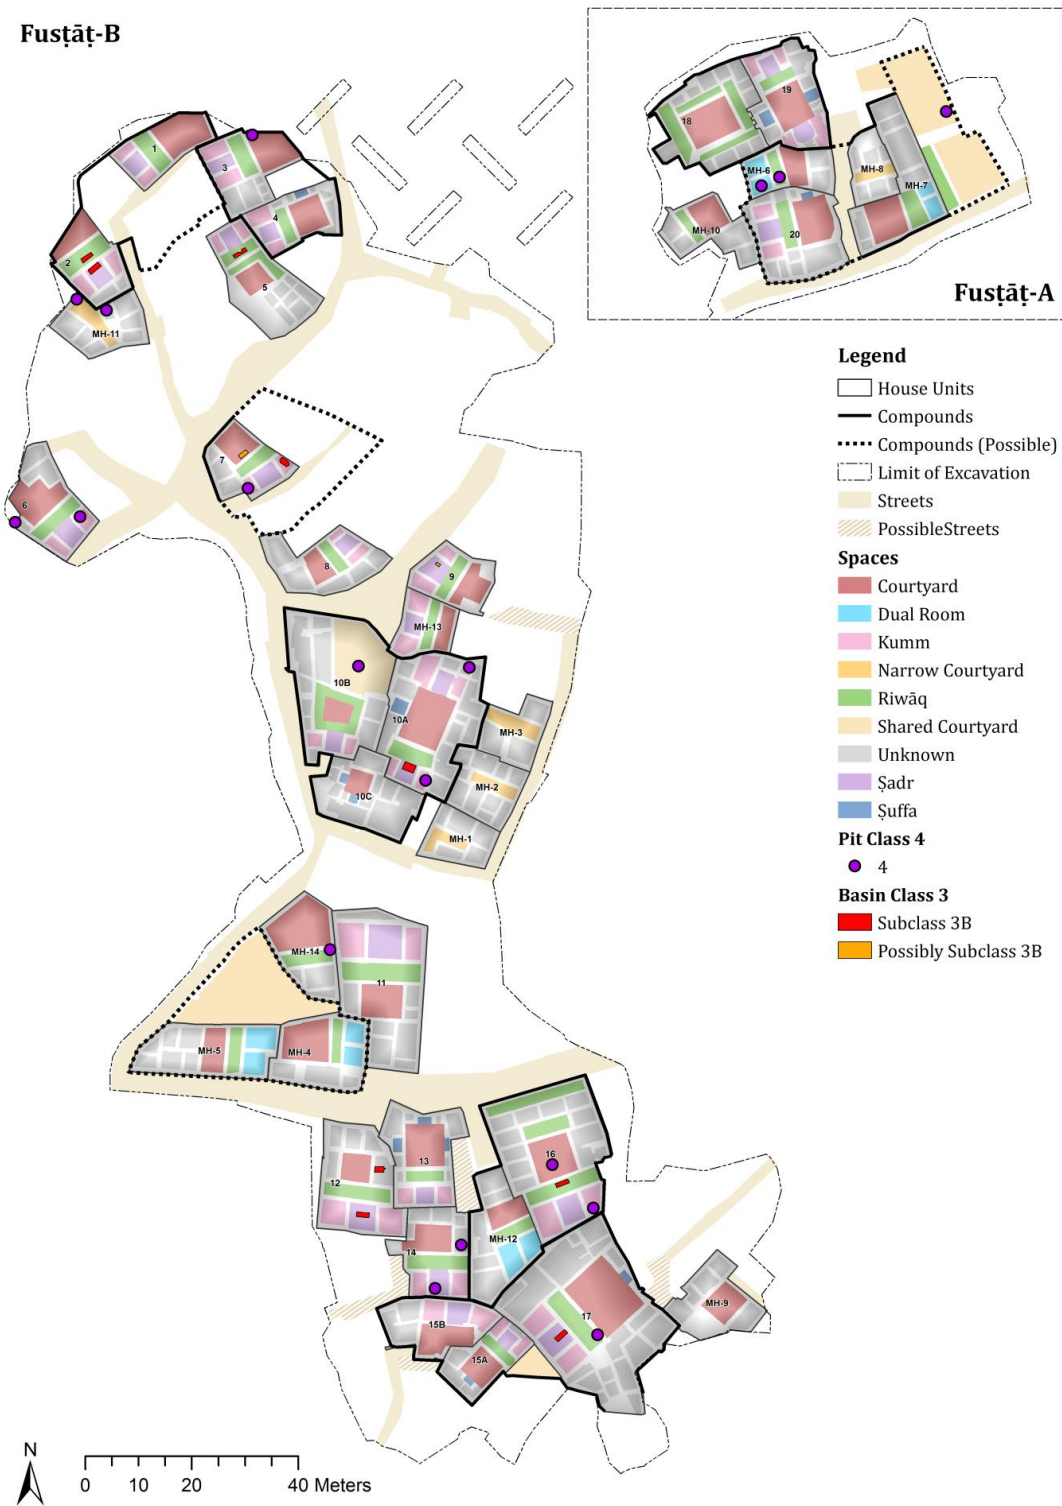 Fusṭāṭ-B
1
3
4
2
5
MH-11
18
19
MH-6
MH-8
MH-7
MH-10
20
Fusṭāṭ-A
7
6
8
9
MH-13
10B
10A
MH-3
10C
MH-2
MH-1
MH-14
11
MH-5
MH-4
13
12
16
14
MH-12
17
MH-9
15B
15A
Legend
House Units
Compounds
Compounds (Possible)
Limit of Excavation
Streets
PossibleStreets
Spaces
Courtyard
Dual Room
Kumm
Narrow Courtyard
Riwāq
Shared Courtyard
Unknown
Ṣadr
Ṣuffa
Pit Class 4
4
Basin Class 3
Subclass 3B
Possibly Subclass 3B
N
0 10 20 40 Meters